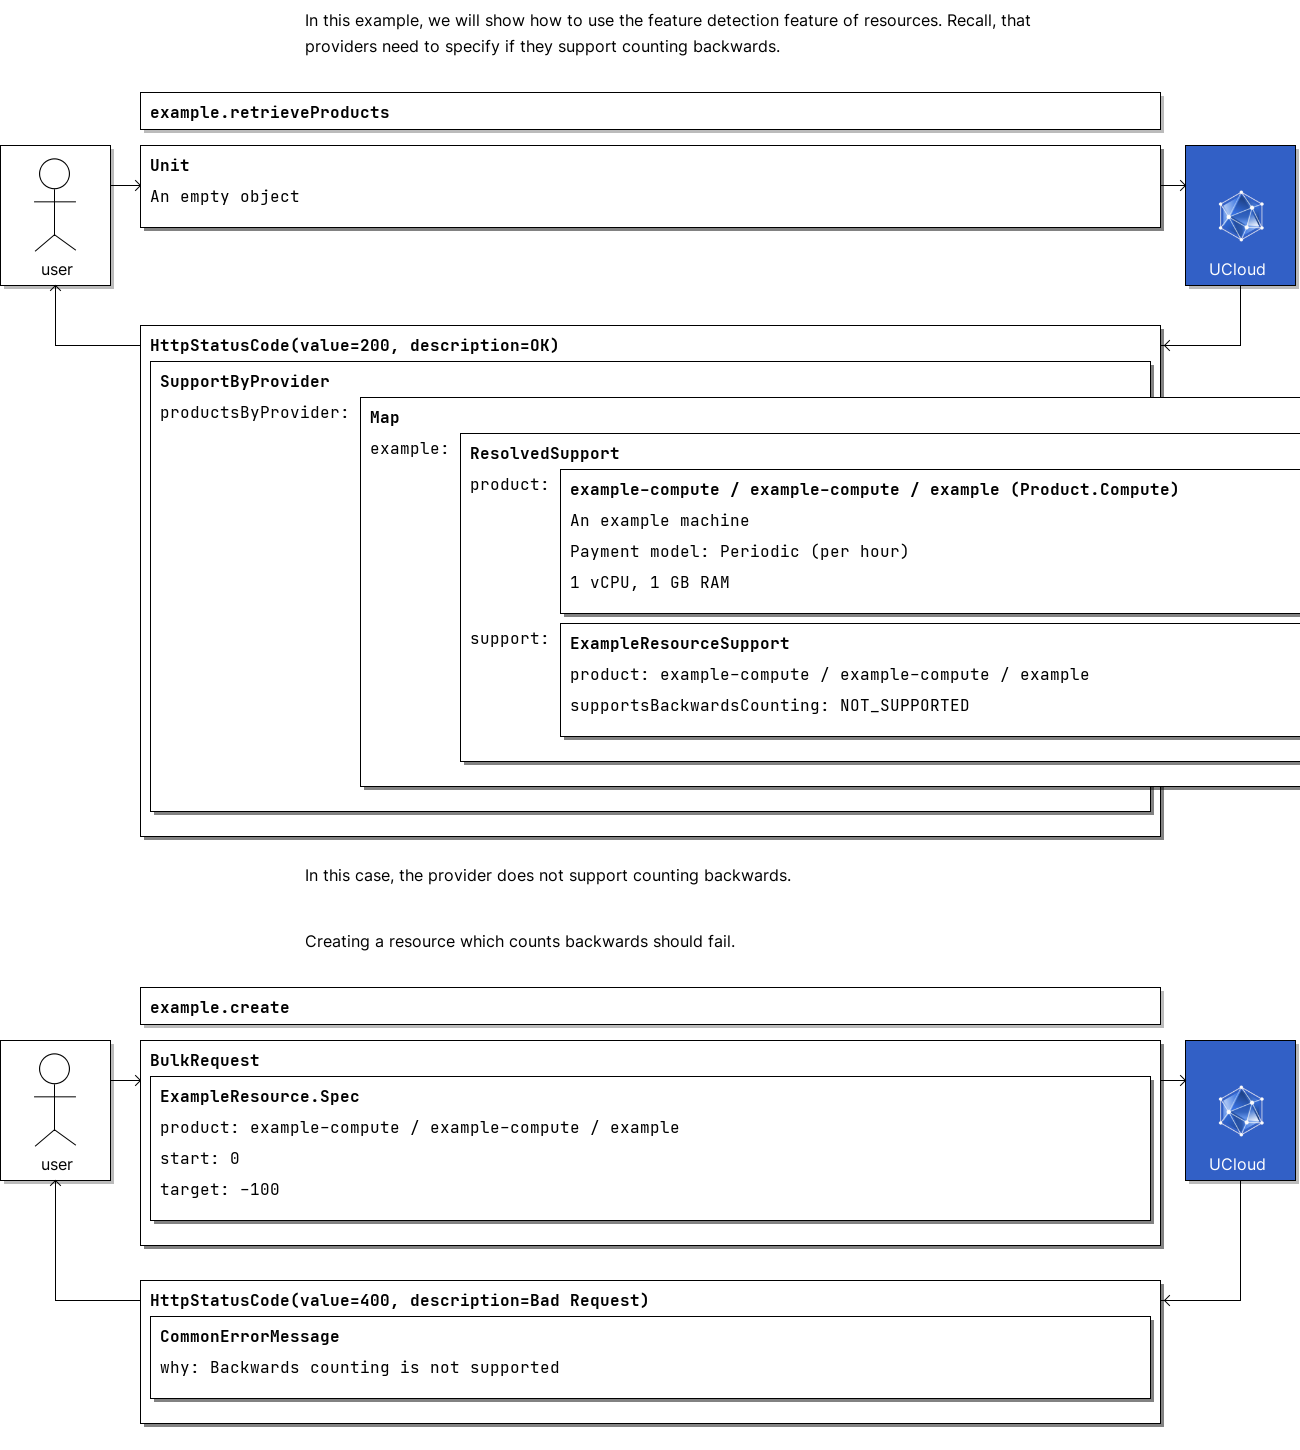 In this example, we will show how to use the feature detection feature of resources. Recall, that
providers need to specify if they support counting backwards.
example.retrieveProducts
Unit
An empty object
user
UCloud
HttpStatusCode(value=200, description=OK)
SupportByProvider
productsByProvider:
Map
example:
ResolvedSupport
product:
example-compute / example-compute / example (Product.Compute)
An example machine
Payment model: Periodic (per hour)
1 vCPU, 1 GB RAM
support:
ExampleResourceSupport
product: example-compute / example-compute / example
supportsBackwardsCounting: NOT_SUPPORTED
In this case, the provider does not support counting backwards.
Creating a resource which counts backwards should fail.
example.create
BulkRequest
ExampleResource.Spec
product: example-compute / example-compute / example
start: 0
target: -100
user
UCloud
HttpStatusCode(value=400, description=Bad Request)
CommonErrorMessage
why: Backwards counting is not supported